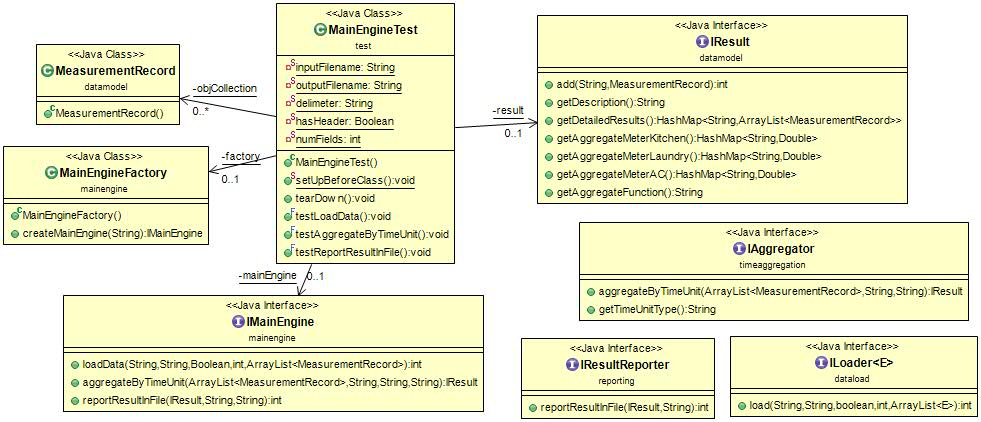 <<Java Class>>
MainEngineTest
test
inputFilename: String
outputFilename: String
delimeter: String
hasHeader: Boolean
numFields: int
MainEngineTest()
setUpBeforeClass():void
tearDown():void
testLoadData():void
testAggregateByTimeUnit():void
testReportResultInFile():void
<<Java Class>>
MeasurementRecord
datamodel
MeasurementRecord()
-objCollection
0..*
<<Java Class>>
MainEngineFactory
mainengine
MainEngineFactory()
createMainEngine(String):IMainEngine
-factory
0..1
-result
0..1
<<Java Interface>>
IResult
datamodel
add(String,MeasurementRecord):int
getDescription():String
getDetailedResults():HashMap<String,ArrayList<MeasurementRecord>>
getAggregateMeterKitchen():HashMap<String,Double>
getAggregateMeterLaundry():HashMap<String,Double>
getAggregateMeterAC():HashMap<String,Double>
getAggregateFunction():String
-mainEngine
0..1
<<Java Interface>>
IMainEngine
mainengine
loadData(String,String,Boolean,int,ArrayList<MeasurementRecord>):int
aggregateByTimeUnit(ArrayList<MeasurementRecord>,String,String,String):IResult
reportResultInFile(IResult,String,String):int
<<Java Interface>>
IAggregator
timeaggregation
aggregateByTimeUnit(ArrayList<MeasurementRecord>,String,String):IResult
getTimeUnitType():String
<<Java Interface>>
IResultReporter
reporting
reportResultInFile(IResult,String):int
<<Java Interface>>
ILoader<E>
dataload
load(String,String,boolean,int,ArrayList<E>):int